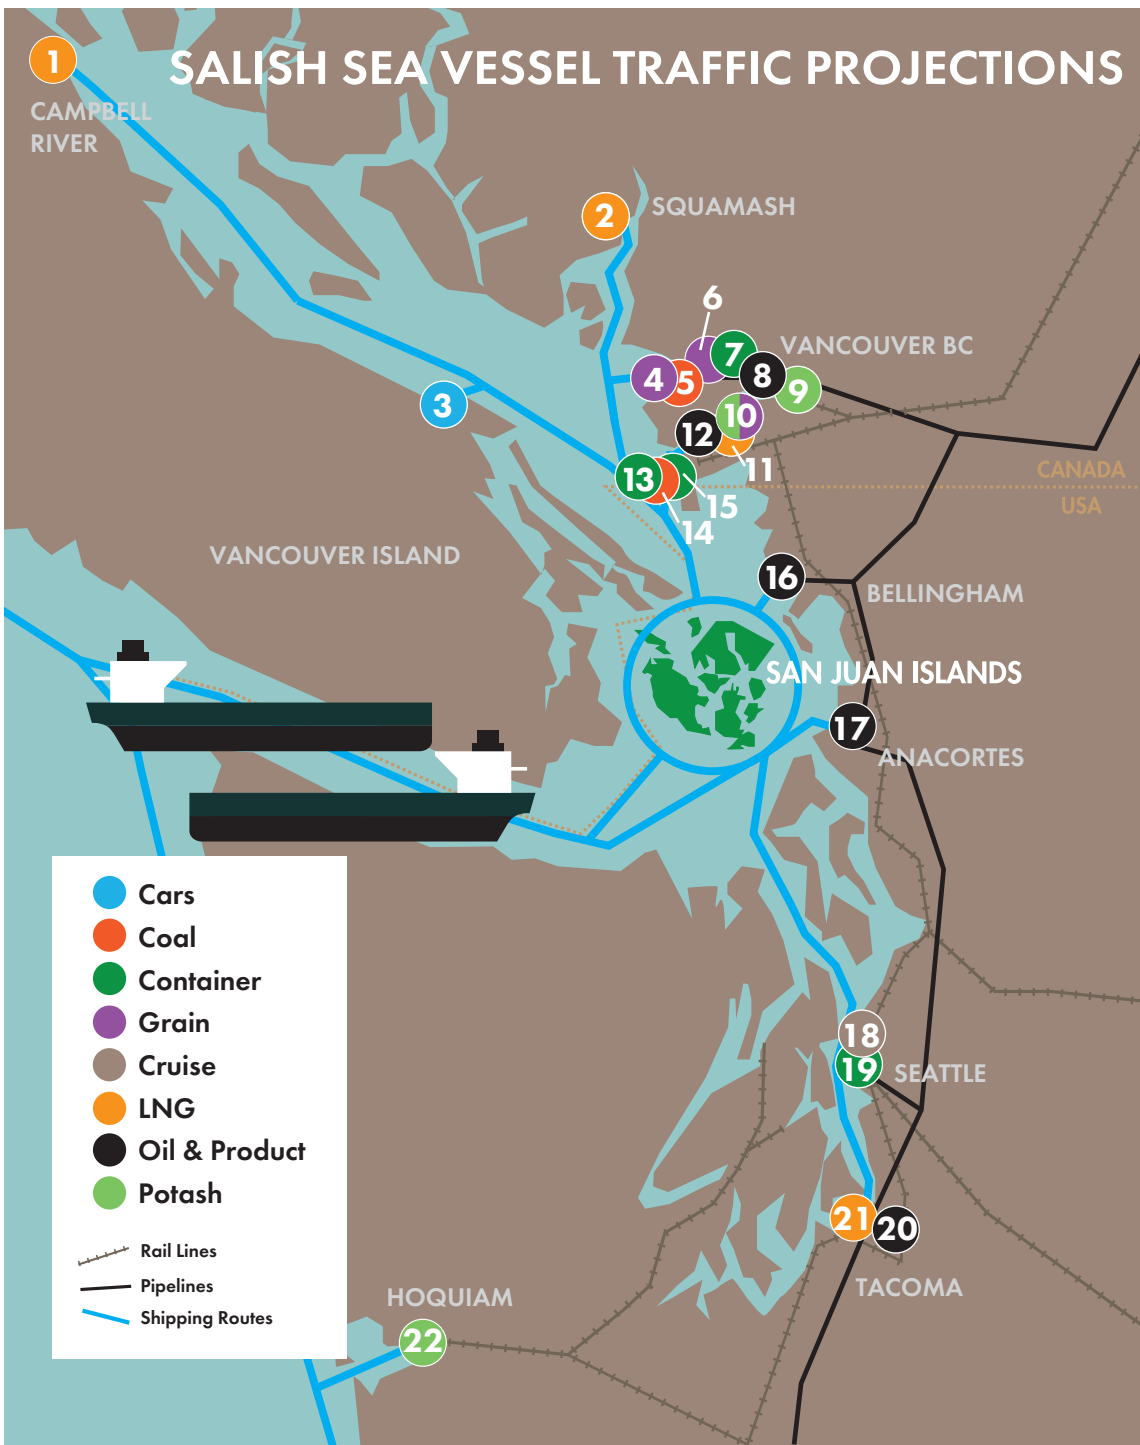 SALISH SEA VESSEL TRAFFIC PROJECTIONS
1
CAMPBELL
RIVER
2
SQUAMASH
6
7
VANCOUVER BC
3
4
5
8
9
10
12
11
CANADA
13
15
USA
14
VANCOUVER ISLAND
16
BELLINGHAM
SAN JUAN ISLANDS
17
ANACORTES
Cars
Coal
Container
Grain
Cruise
LNG
Oil & Product
Potash
Rail Lines
Pipelines
Shipping Routes
18
19
SEATTLE
21
20
TACOMA
HOQUIAM
22